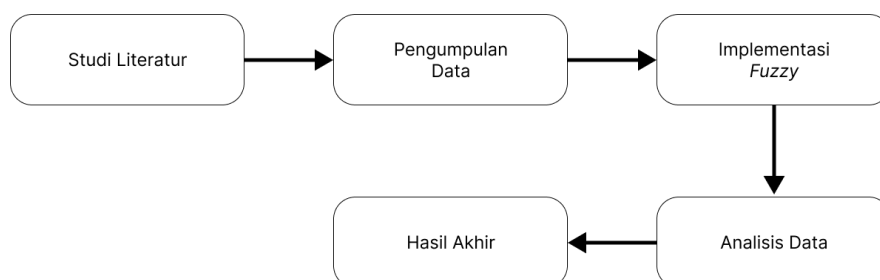 Studi Literatur
Pengumpulan
Data
Implementasi
Fuzzy
Analisis Data
Hasil Akhir